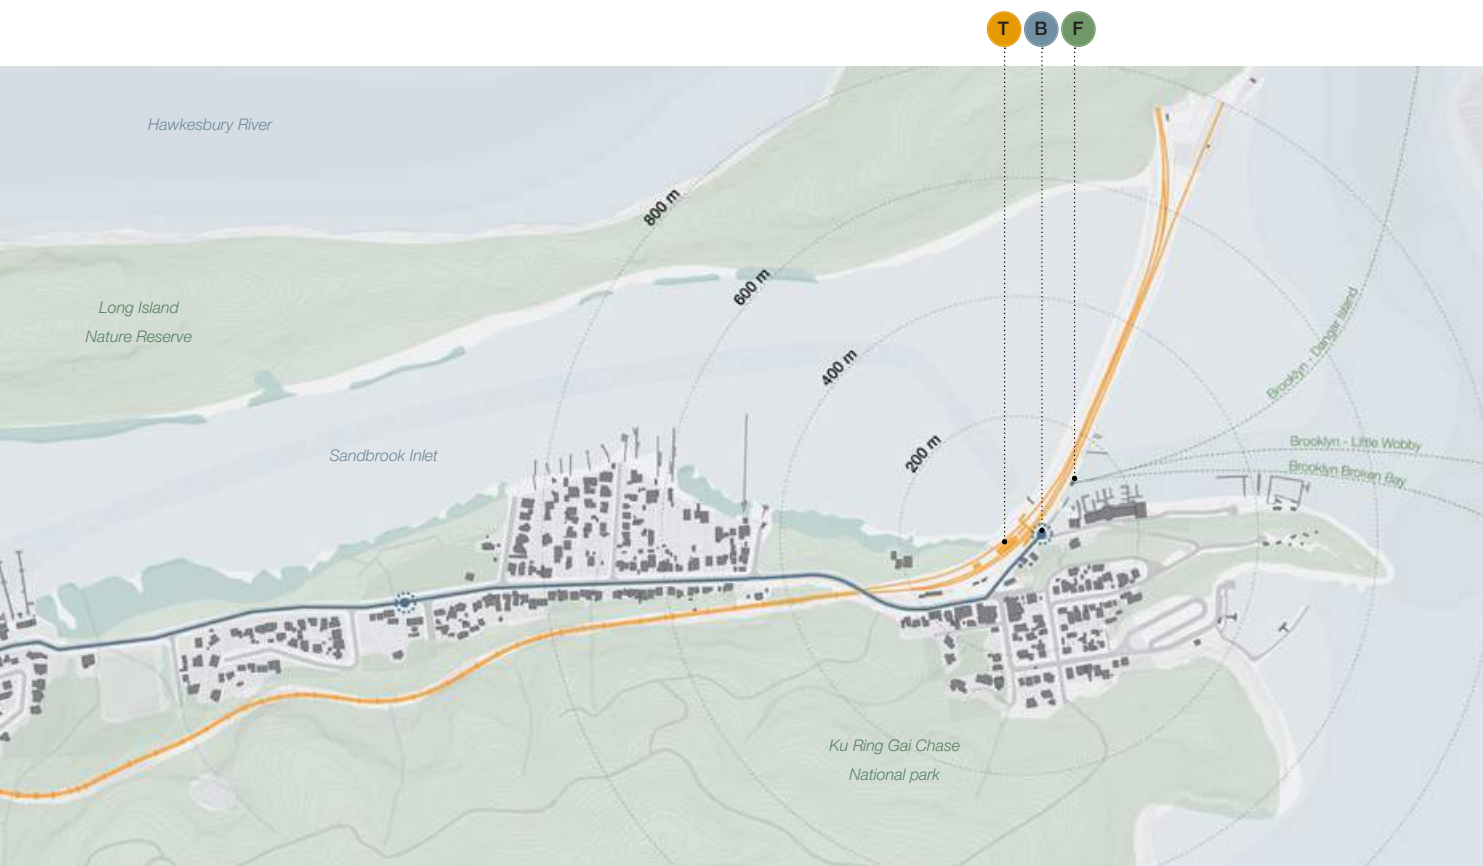 T B F
Hawkesbury River
800 m
600 m
Long Island
Nature Reserve
Brooklyn - Dangar Island
400 m
200 m
Sandbrook Inlet
Brooklyn - Little Wobby
Brooklyn Broken Bay
Ku Ring Gai Chase
National park